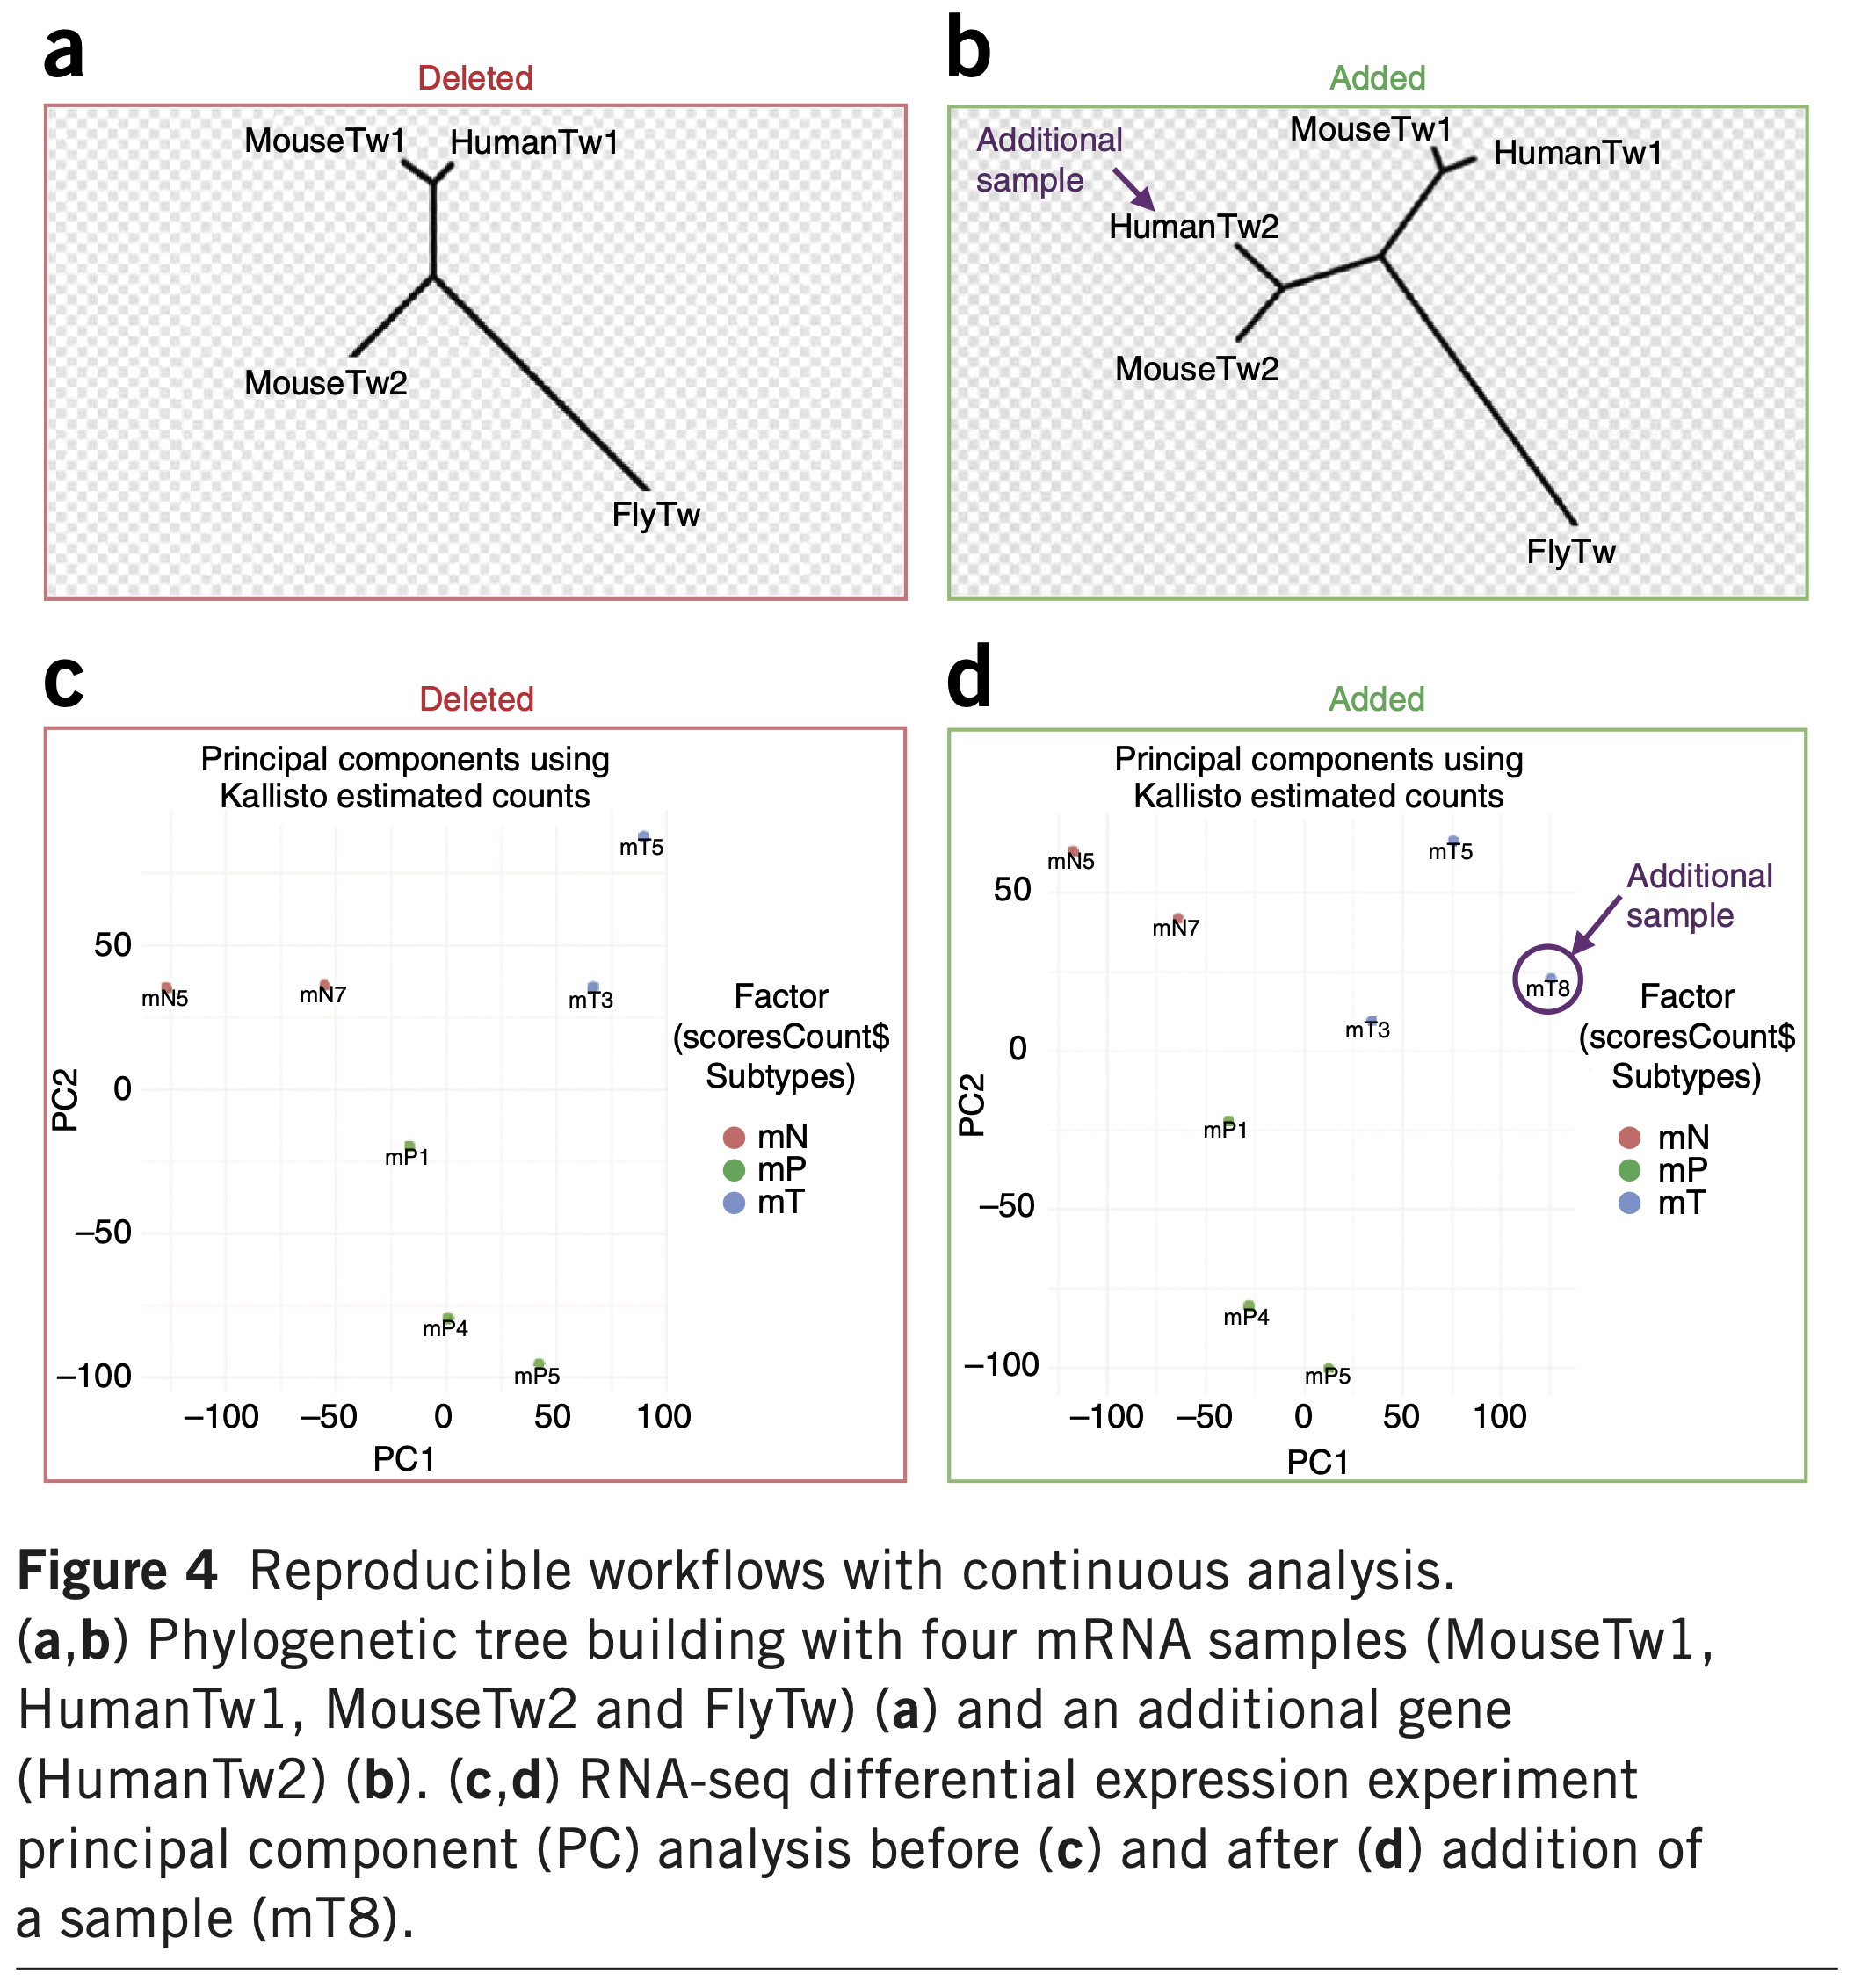 a
Deleted
MouseTw1
HumanTw1
MouseTw2
FlyTw
b
Added
Additional
sample
MouseTw1
HumanTw1
HumanTw2
MouseTw2
FlyTw
c
Deleted
Principal components using
Kallisto estimated counts
mT5
50
mN5
mN7
mT3
0
mP1
–50
mP4
mP5
–100
PC2
–100 –50 0 50 100
PC1
Factor
(scoresCount$
Subtypes)
mN
mP
mT
d
Added
Principal components using
Kallisto estimated counts
mN5
mT5
50
mN7
Additional
sample
mT8
mT3
0
mP1
–50
mP4
–100
mP5
PC2
–100 –50 0 50 100
PC1
Factor
(scoresCount$
Subtypes)
mN
mP
mT
Figure 4 Reproducible workflows with continuous analysis.
(a,b) Phylogenetic tree building with four mRNA samples (MouseTw1,
HumanTw1, MouseTw2 and FlyTw) (a) and an additional gene
(HumanTw2) (b). (c,d) RNA-seq differential expression experiment
principal component (PC) analysis before (c) and after (d) addition of
a sample (mT8).